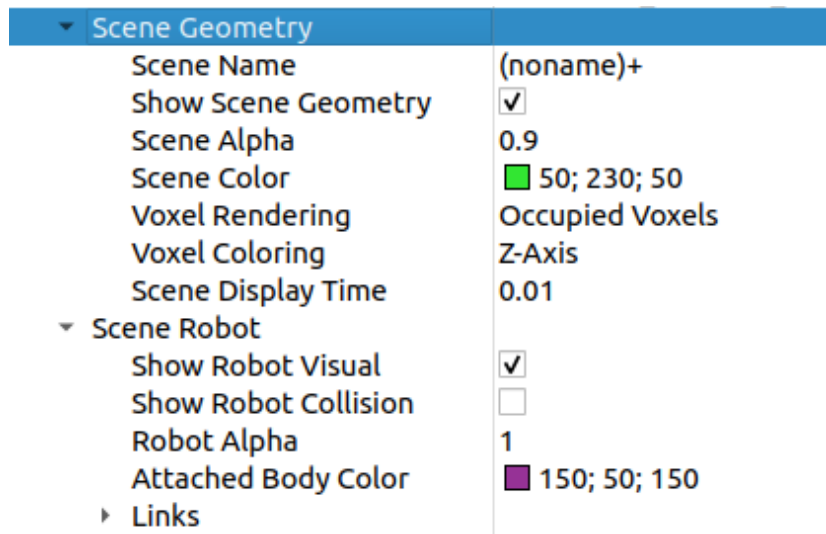 Scene Geometry
Scene Name (noname)+
Show Scene Geometry
Scene Alpha 0.9
Scene Color 50; 230; 50
Voxel Rendering Occupied Voxels
Voxel Coloring Z-Axis
Scene Display Time 0.01
Scene Robot
Show Robot Visual
Show Robot Collision
Robot Alpha 1
Attached Body Color 150; 50; 150
Links